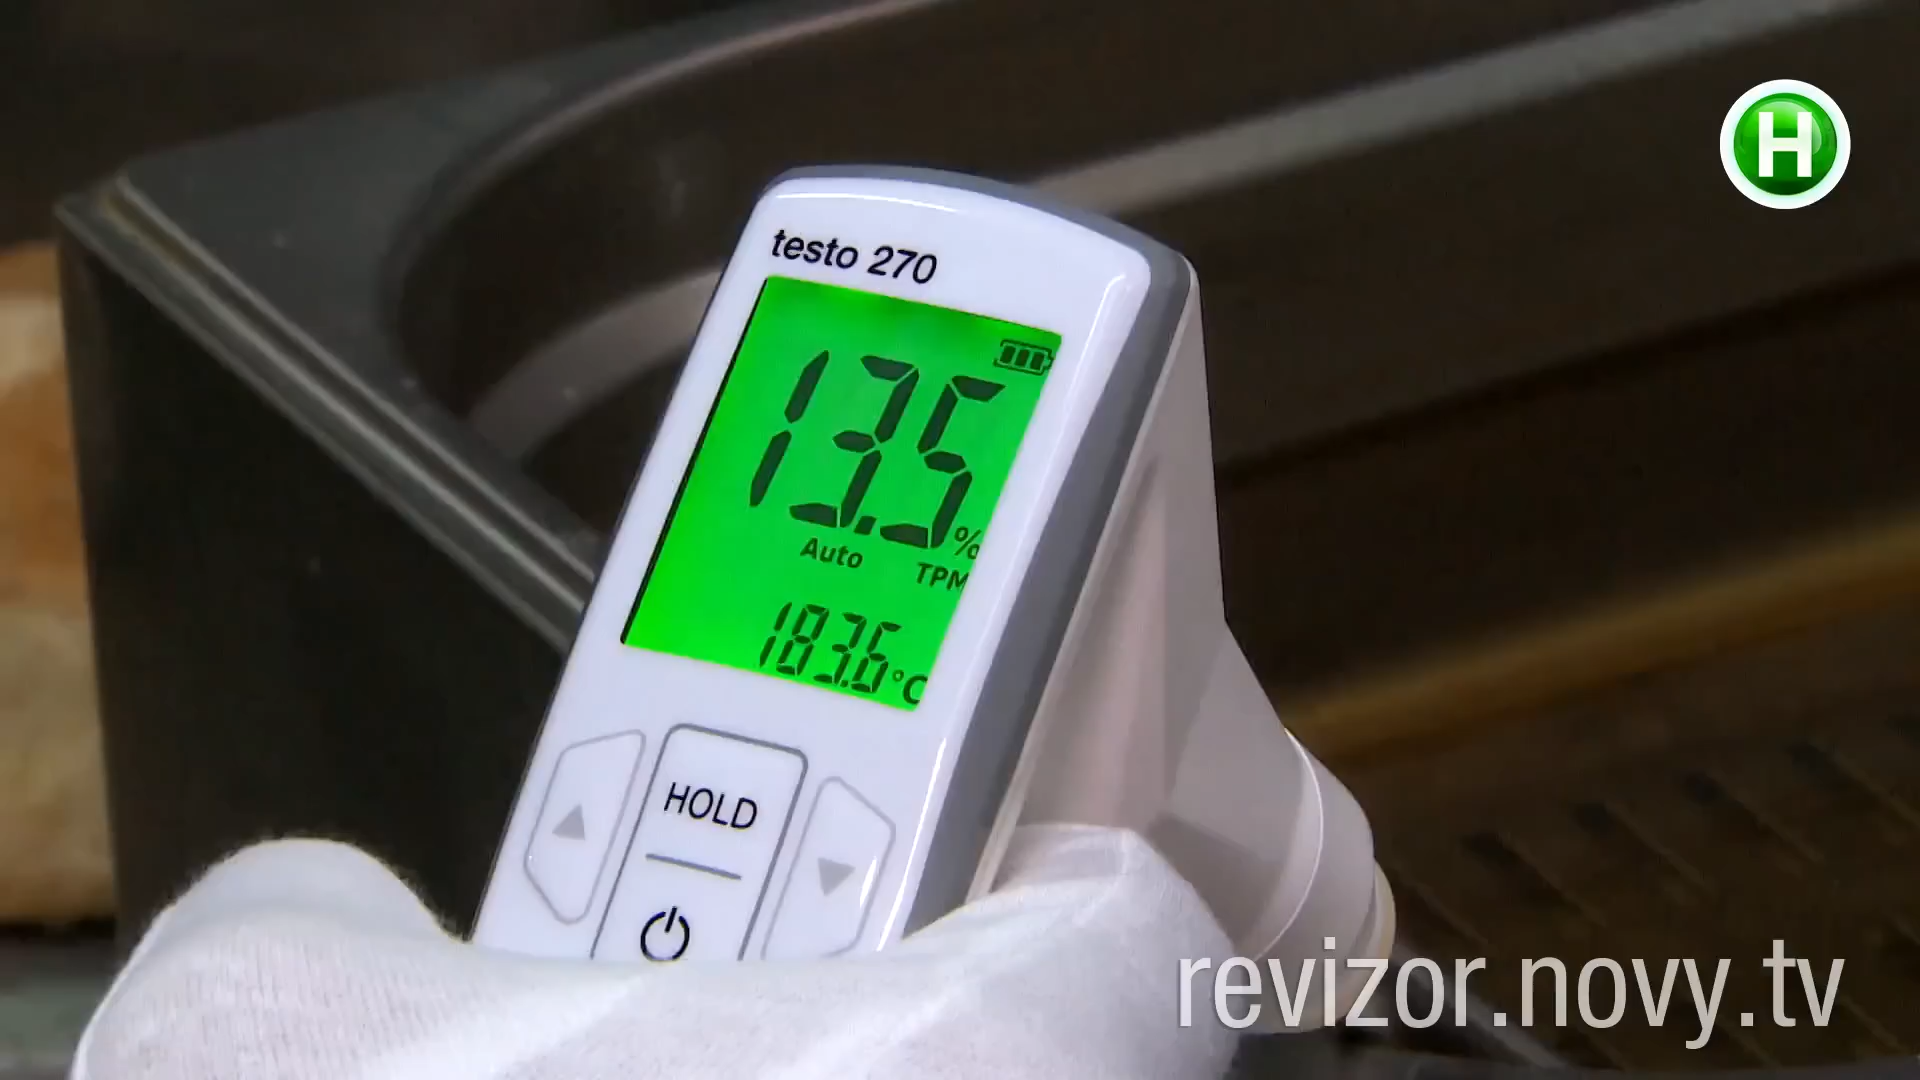 H
testo 270
13.5 %
Auto TPM
183.6 °C
HOLD
revizor.novy.tv